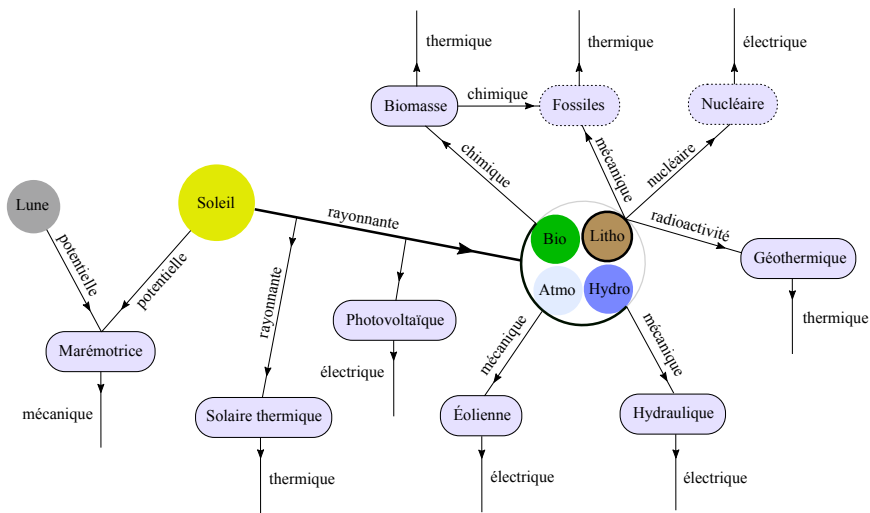 thermique
thermique
électrique
Biomasse
chimique
Fossiles
Nucléaire
chimique
mécanique
nucléaire
Lune
Soleil
rayonnante
Bio
Litho
radioactivité
Géothermique
potentielle
potentielle
rayonnante
Atmo
Hydro
thermique
Photovoltaïque
Marémotrice
électrique
mécanique
mécanique
mécanique
Solaire thermique
Éolienne
Hydraulique
thermique
électrique
électrique